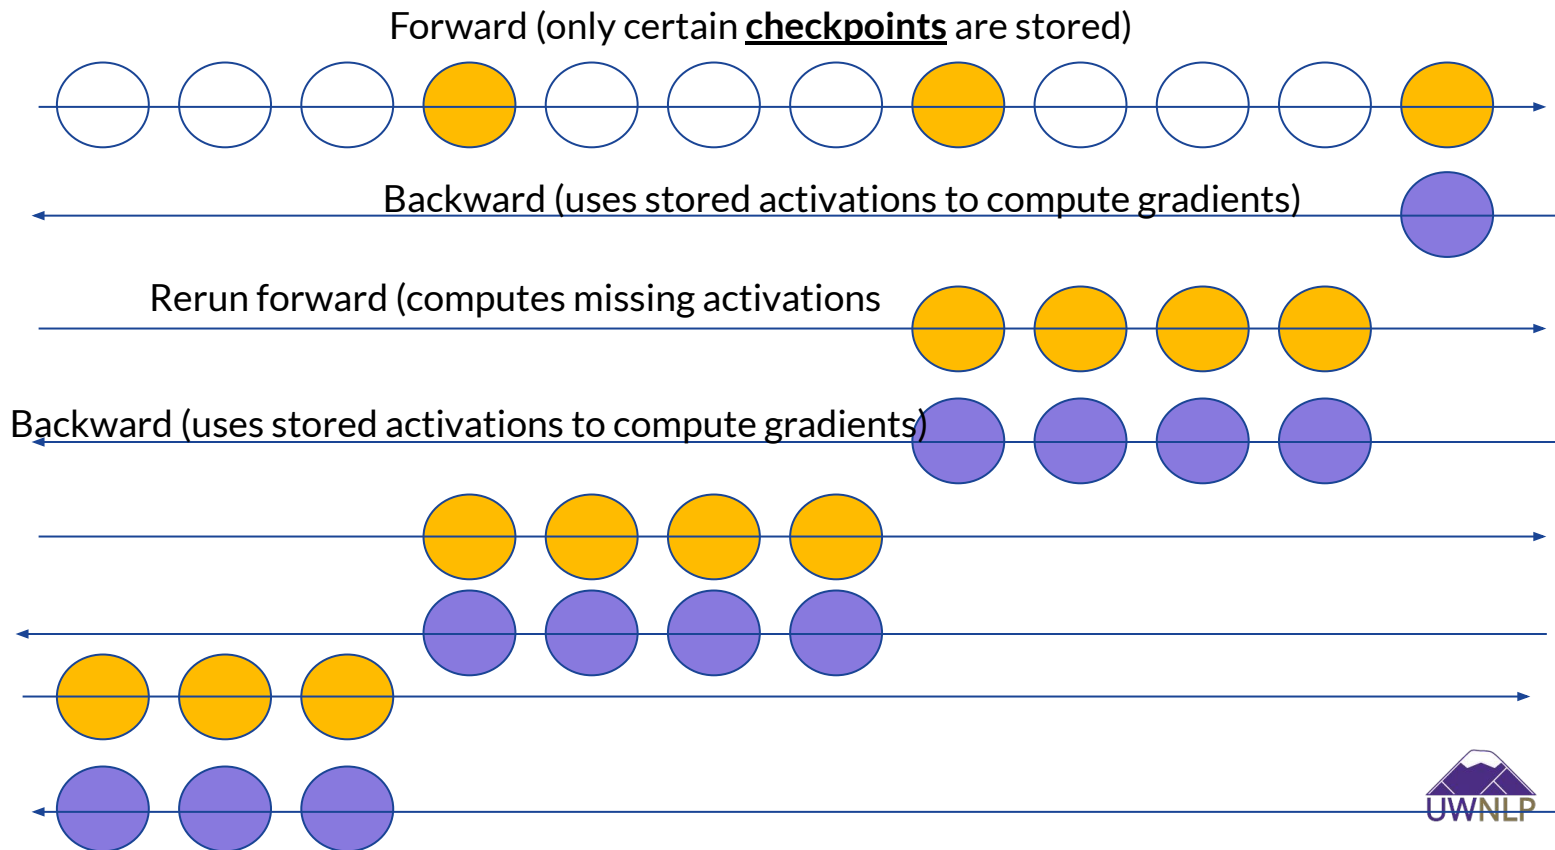 Forward (only certain checkpoints are stored)
Backward (uses stored activations to compute gradients)
Rerun forward (computes missing activations
Backward (uses stored activations to compute gradients)
UWNLP